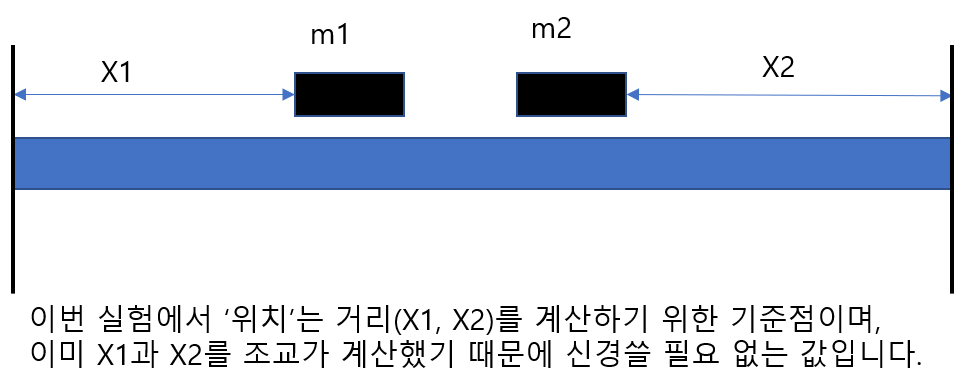 m1
m2
X1
X2
이번 실험에서 '위치'는 거리(X1, X2)를 계산하기 위한 기준점이며,
이미 X1과 X2를 조교가 계산했기 때문에 신경쓸 필요 없는 값입니다.